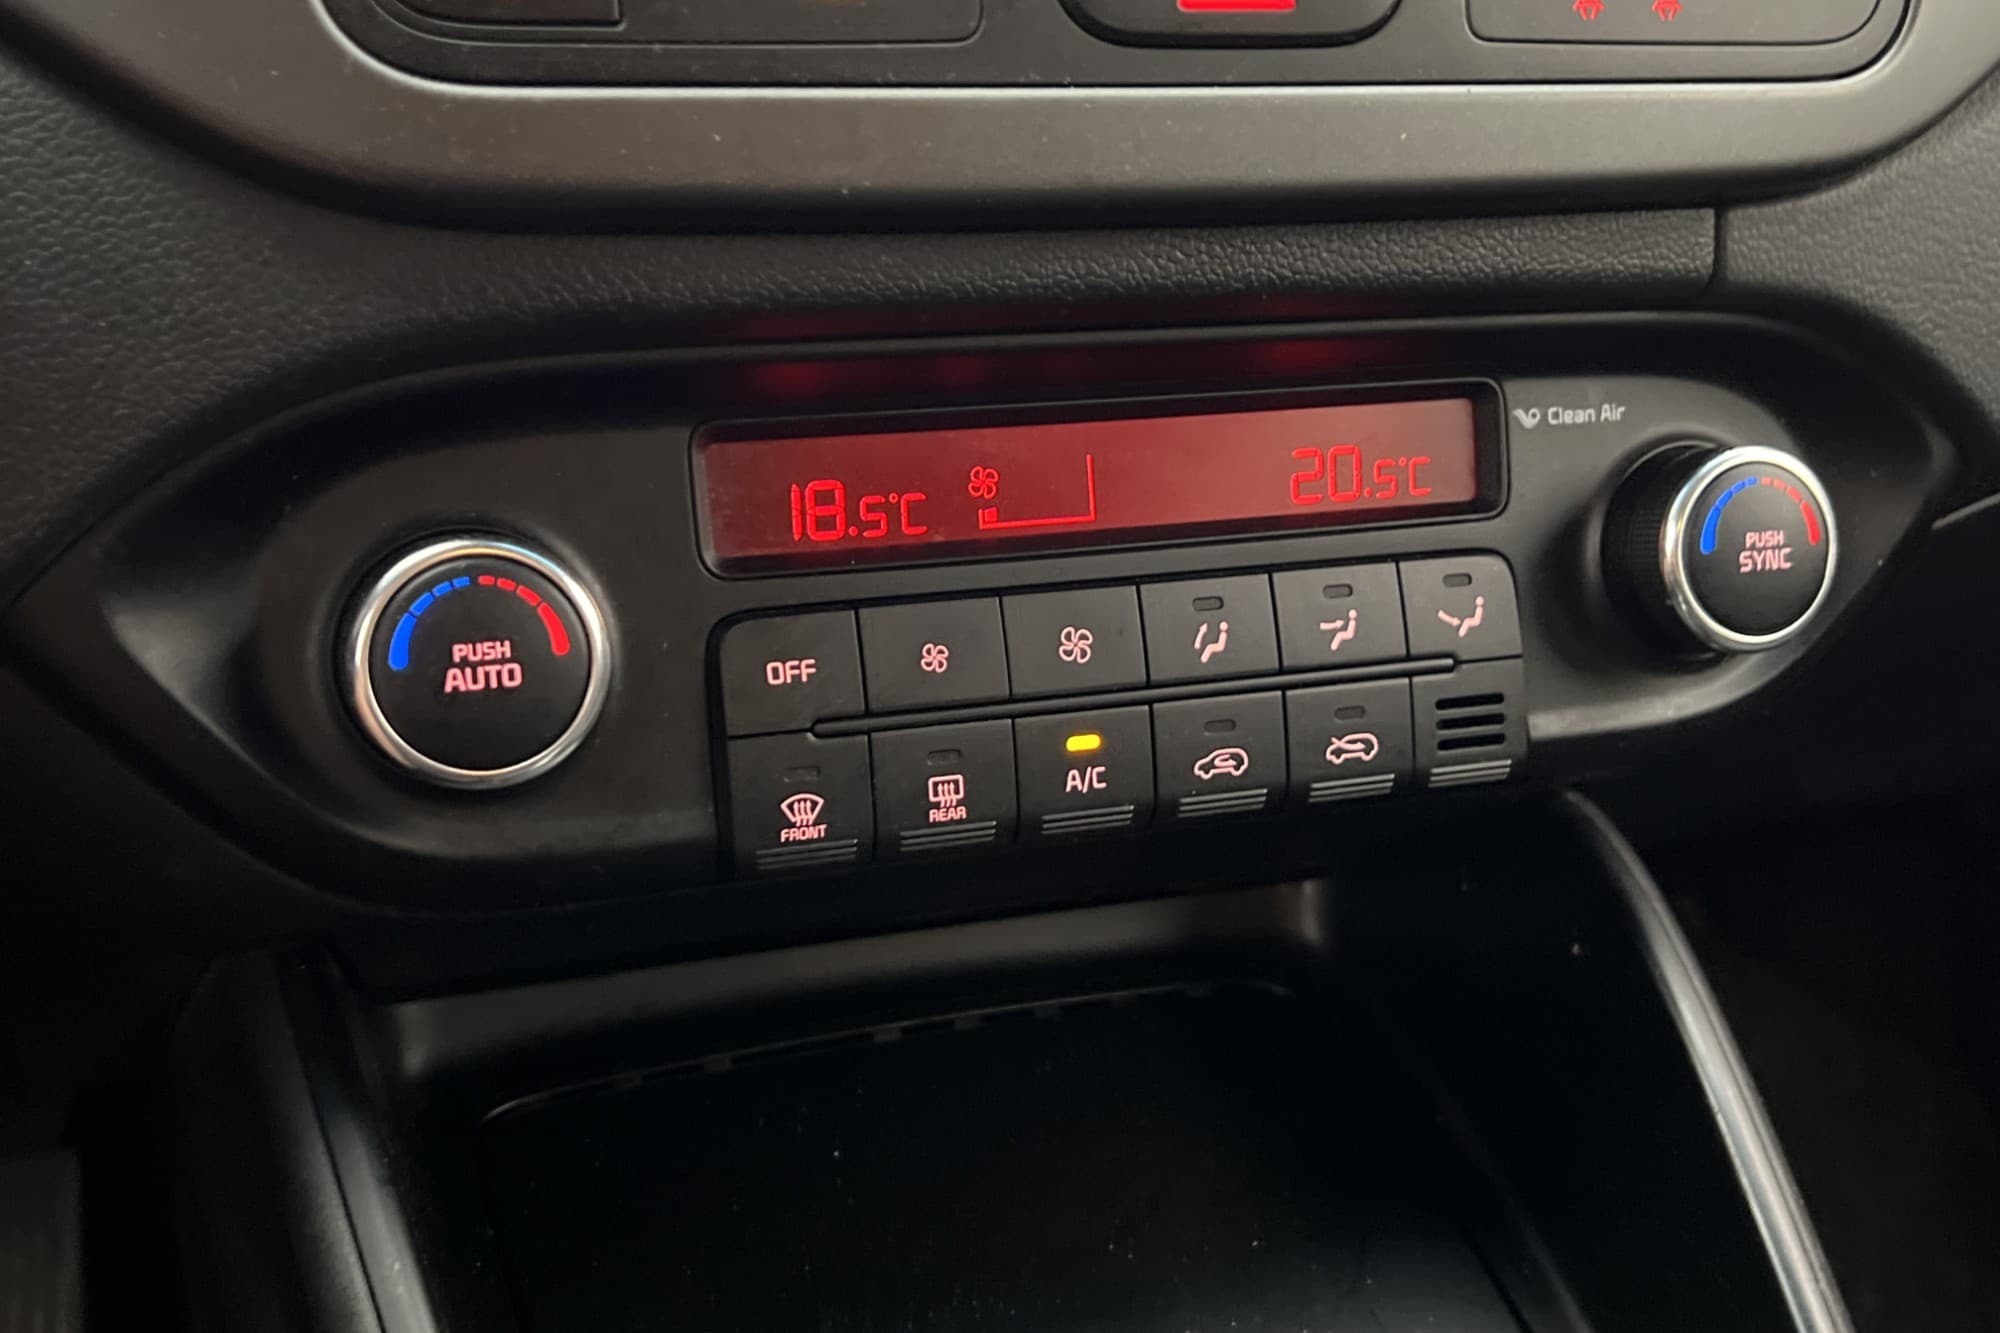 Clean Air
18.5°C
20.5°C
PUSH
AUTO
PUSH
SYNC
OFF
FRONT
REAR
A/C